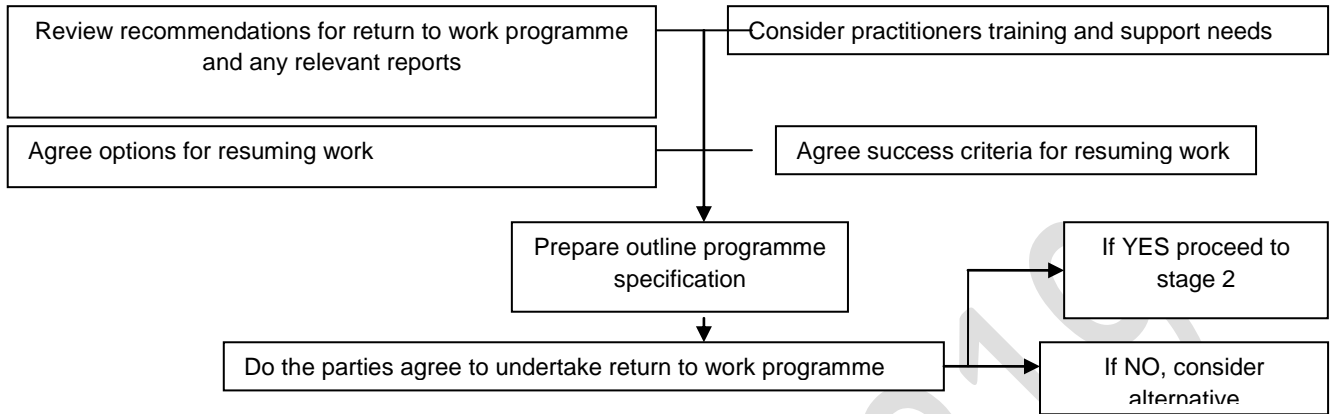 Review recommendations for return to work programme
and any relevant reports
Consider practitioners training and support needs
Agree options for resuming work
Agree success criteria for resuming work
Prepare outline programme
specification
If YES proceed to
stage 2
Do the parties agree to undertake return to work programme
If NO, consider
alternative